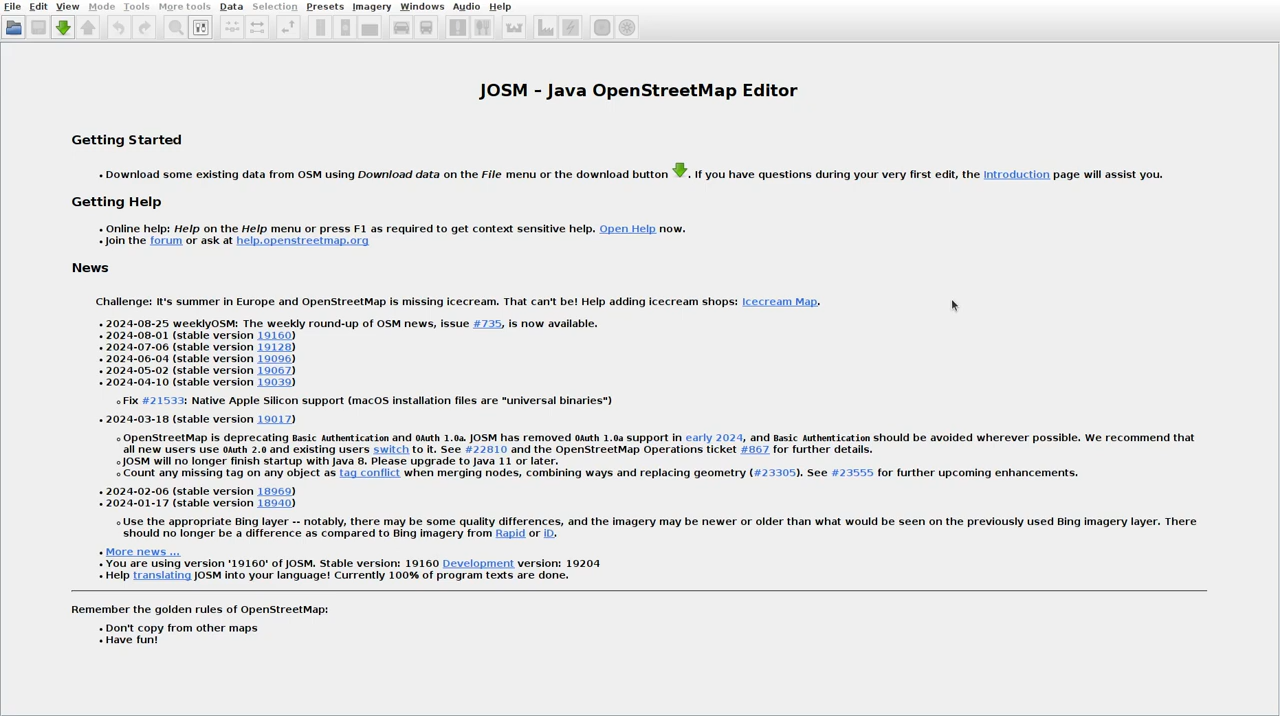 File Edit View Mode Tools More tools Data Selection Presets Imagery Windows Audio Help
JOSM – Java OpenStreetMap Editor
Getting Started
• Download some existing data from OSM using Download data on the File menu or the download button . If you have questions during your very first edit, the Introduction page will assist you.
Getting Help
• Online help: Help on the Help menu or press F1 as required to get context sensitive help. Open Help now.
• Join the forum or ask at help.openstreetmap.org
News
Challenge: It's summer in Europe and OpenStreetMap is missing icecream. That can't be! Help adding icecream shops: Icecream Map.
• 2024-08-25 weeklyOSM: The weekly round-up of OSM news, issue #735, is now available.
• 2024-08-01 (stable version 19160)
• 2024-07-06 (stable version 19128)
• 2024-06-04 (stable version 19096)
• 2024-05-02 (stable version 19067)
• 2024-04-10 (stable version 19039)
◦ Fix #21533: Native Apple Silicon support (macOS installation files are "universal binaries")
• 2024-03-18 (stable version 19017)
◦ OpenStreetMap is deprecating Basic Authentication and OAuth 1.0a. JOSM has removed OAuth 1.0a support in early 2024, and Basic Authentication should be avoided wherever possible. We recommend that
all new users use OAuth 2.0 and existing users switch to it. See #22810 and the OpenStreetMap Operations ticket #867 for further details.
◦ JOSM will no longer finish startup with Java 8. Please upgrade to Java 11 or later.
◦ Count any missing tag on any object as tag conflict when merging nodes, combining ways and replacing geometry (#23305). See #23555 for further upcoming enhancements.
• 2024-02-06 (stable version 18969)
• 2024-01-17 (stable version 18940)
◦ Use the appropriate Bing layer -- notably, there may be some quality differences, and the imagery may be newer or older than what would be seen on the previously used Bing imagery layer. There
should no longer be a difference as compared to Bing imagery from Rapid or iD.
• More news ...
• You are using version '19160' of JOSM. Stable version: 19160 Development version: 19204
• Help translating JOSM into your language! Currently 100% of program texts are done.
Remember the golden rules of OpenStreetMap:
• Don't copy from other maps
• Have fun!